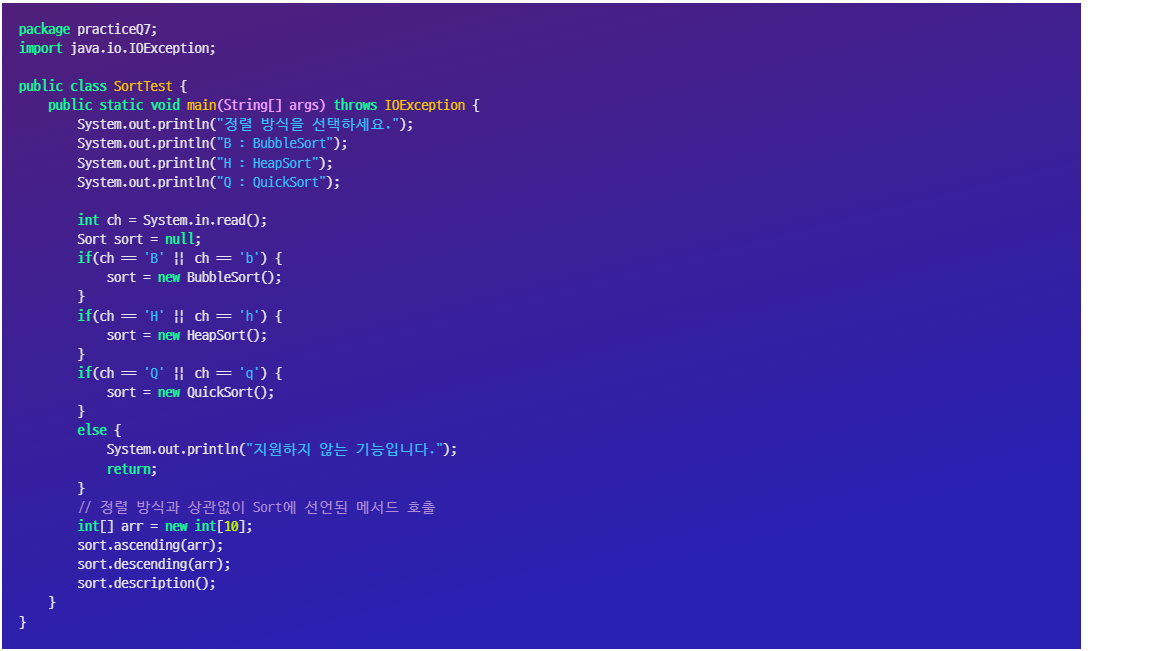 package practiceQ7;
import java.io.IOException;

public class SortTest {
    public static void main(String[] args) throws IOException {
        System.out.println("정렬 방식을 선택하세요.");
        System.out.println("B : BubbleSort");
        System.out.println("H : HeapSort");
        System.out.println("Q : QuickSort");

        int ch = System.in.read();
        Sort sort = null;
        if(ch == 'B' || ch == 'b') {
            sort = new BubbleSort();
        }
        if(ch == 'H' || ch == 'h') {
            sort = new HeapSort();
        }
        if(ch == 'Q' || ch == 'q') {
            sort = new QuickSort();
        }
        else {
            System.out.println("지원하지 않는 기능입니다.");
            return;
        }
        // 정렬 방식과 상관없이 Sort에 선언된 메서드 호출
        int[] arr = new int[10];
        sort.ascending(arr);
        sort.descending(arr);
        sort.description();
    }
}